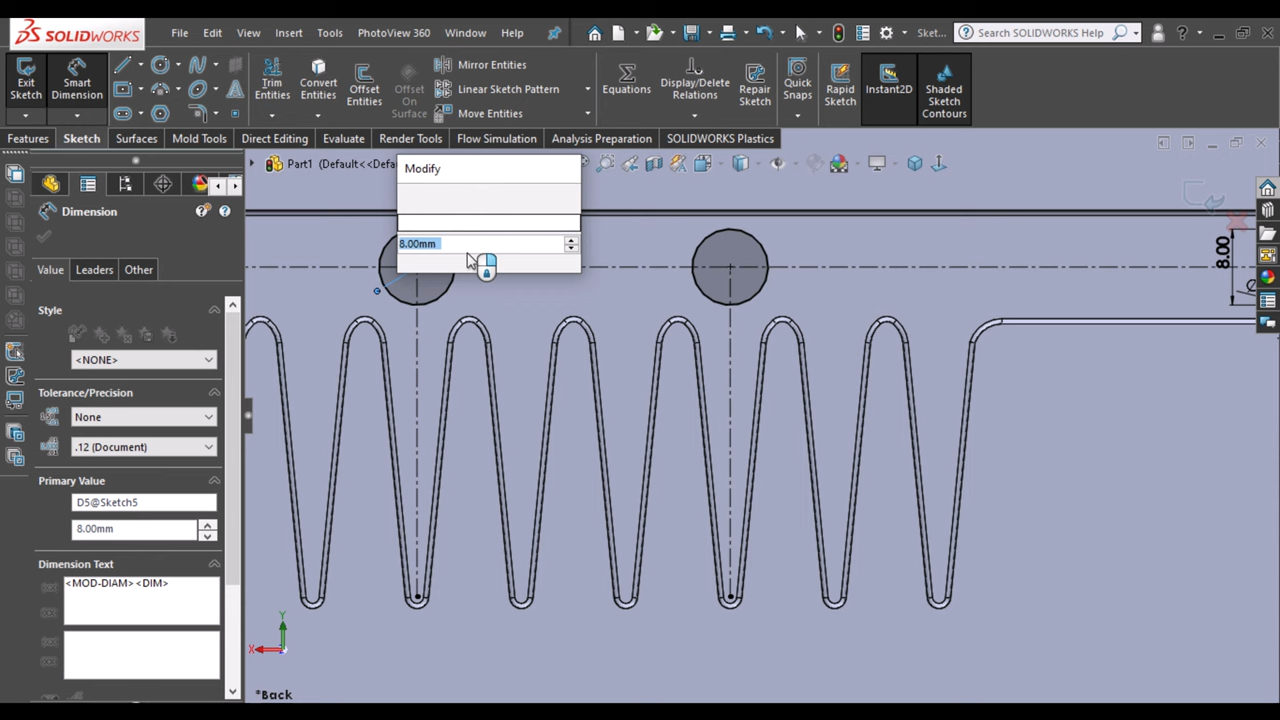 SOLIDWORKS File Edit View Insert Tools PhotoView 360 Window Help Sket... Search SOLIDWORKS Help ?
Exit Sketch Smart Dimension Trim Entities Convert Entities Offset Entities Offset On Surface Mirror Entities Linear Sketch Pattern Move Entities Equations Display/Delete Relations Repair Sketch Quick Snaps Rapid Sketch Instant2D Shaded Sketch Contours
Features Sketch Surfaces Mold Tools Direct Editing Evaluate Render Tools Flow Simulation Analysis Preparation SOLIDWORKS Plastics
Part1 (Default<<Def
Modify
8.00mm
Dimension
Value Leaders Other
Style
<NONE>
Tolerance/Precision
None
.12 (Document)
Primary Value
D5@Sketch5
8.00mm
Dimension Text
<MOD-DIAM><DIM>
8.00
Y
X
*Back